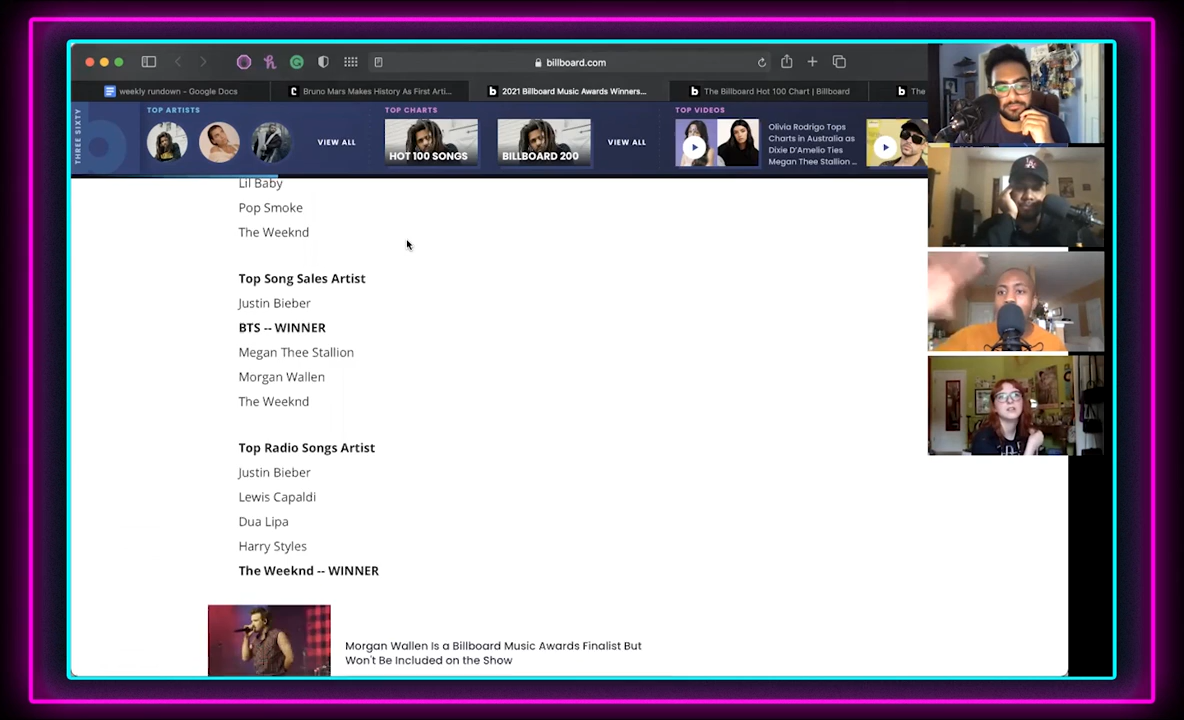 billboard.com
weekly rundown - Google Docs
Bruno Mars Makes History As First Arti...
2021 Billboard Music Awards Winners...
The Billboard Hot 100 Chart | Billboard
The
THREE SIXTY
TOP ARTISTS
VIEW ALL
TOP CHARTS
HOT 100 SONGS
BILLBOARD 200
VIEW ALL
TOP VIDEOS
Olivia Rodrigo Tops
Charts in Australia as
Dixie D'Amelio Ties
Megan Thee Stallion ...
Lil Baby
Pop Smoke
The Weeknd
Top Song Sales Artist
Justin Bieber
BTS -- WINNER
Megan Thee Stallion
Morgan Wallen
The Weeknd
Top Radio Songs Artist
Justin Bieber
Lewis Capaldi
Dua Lipa
Harry Styles
The Weeknd -- WINNER
Morgan Wallen Is a Billboard Music Awards Finalist But
Won't Be Included on the Show